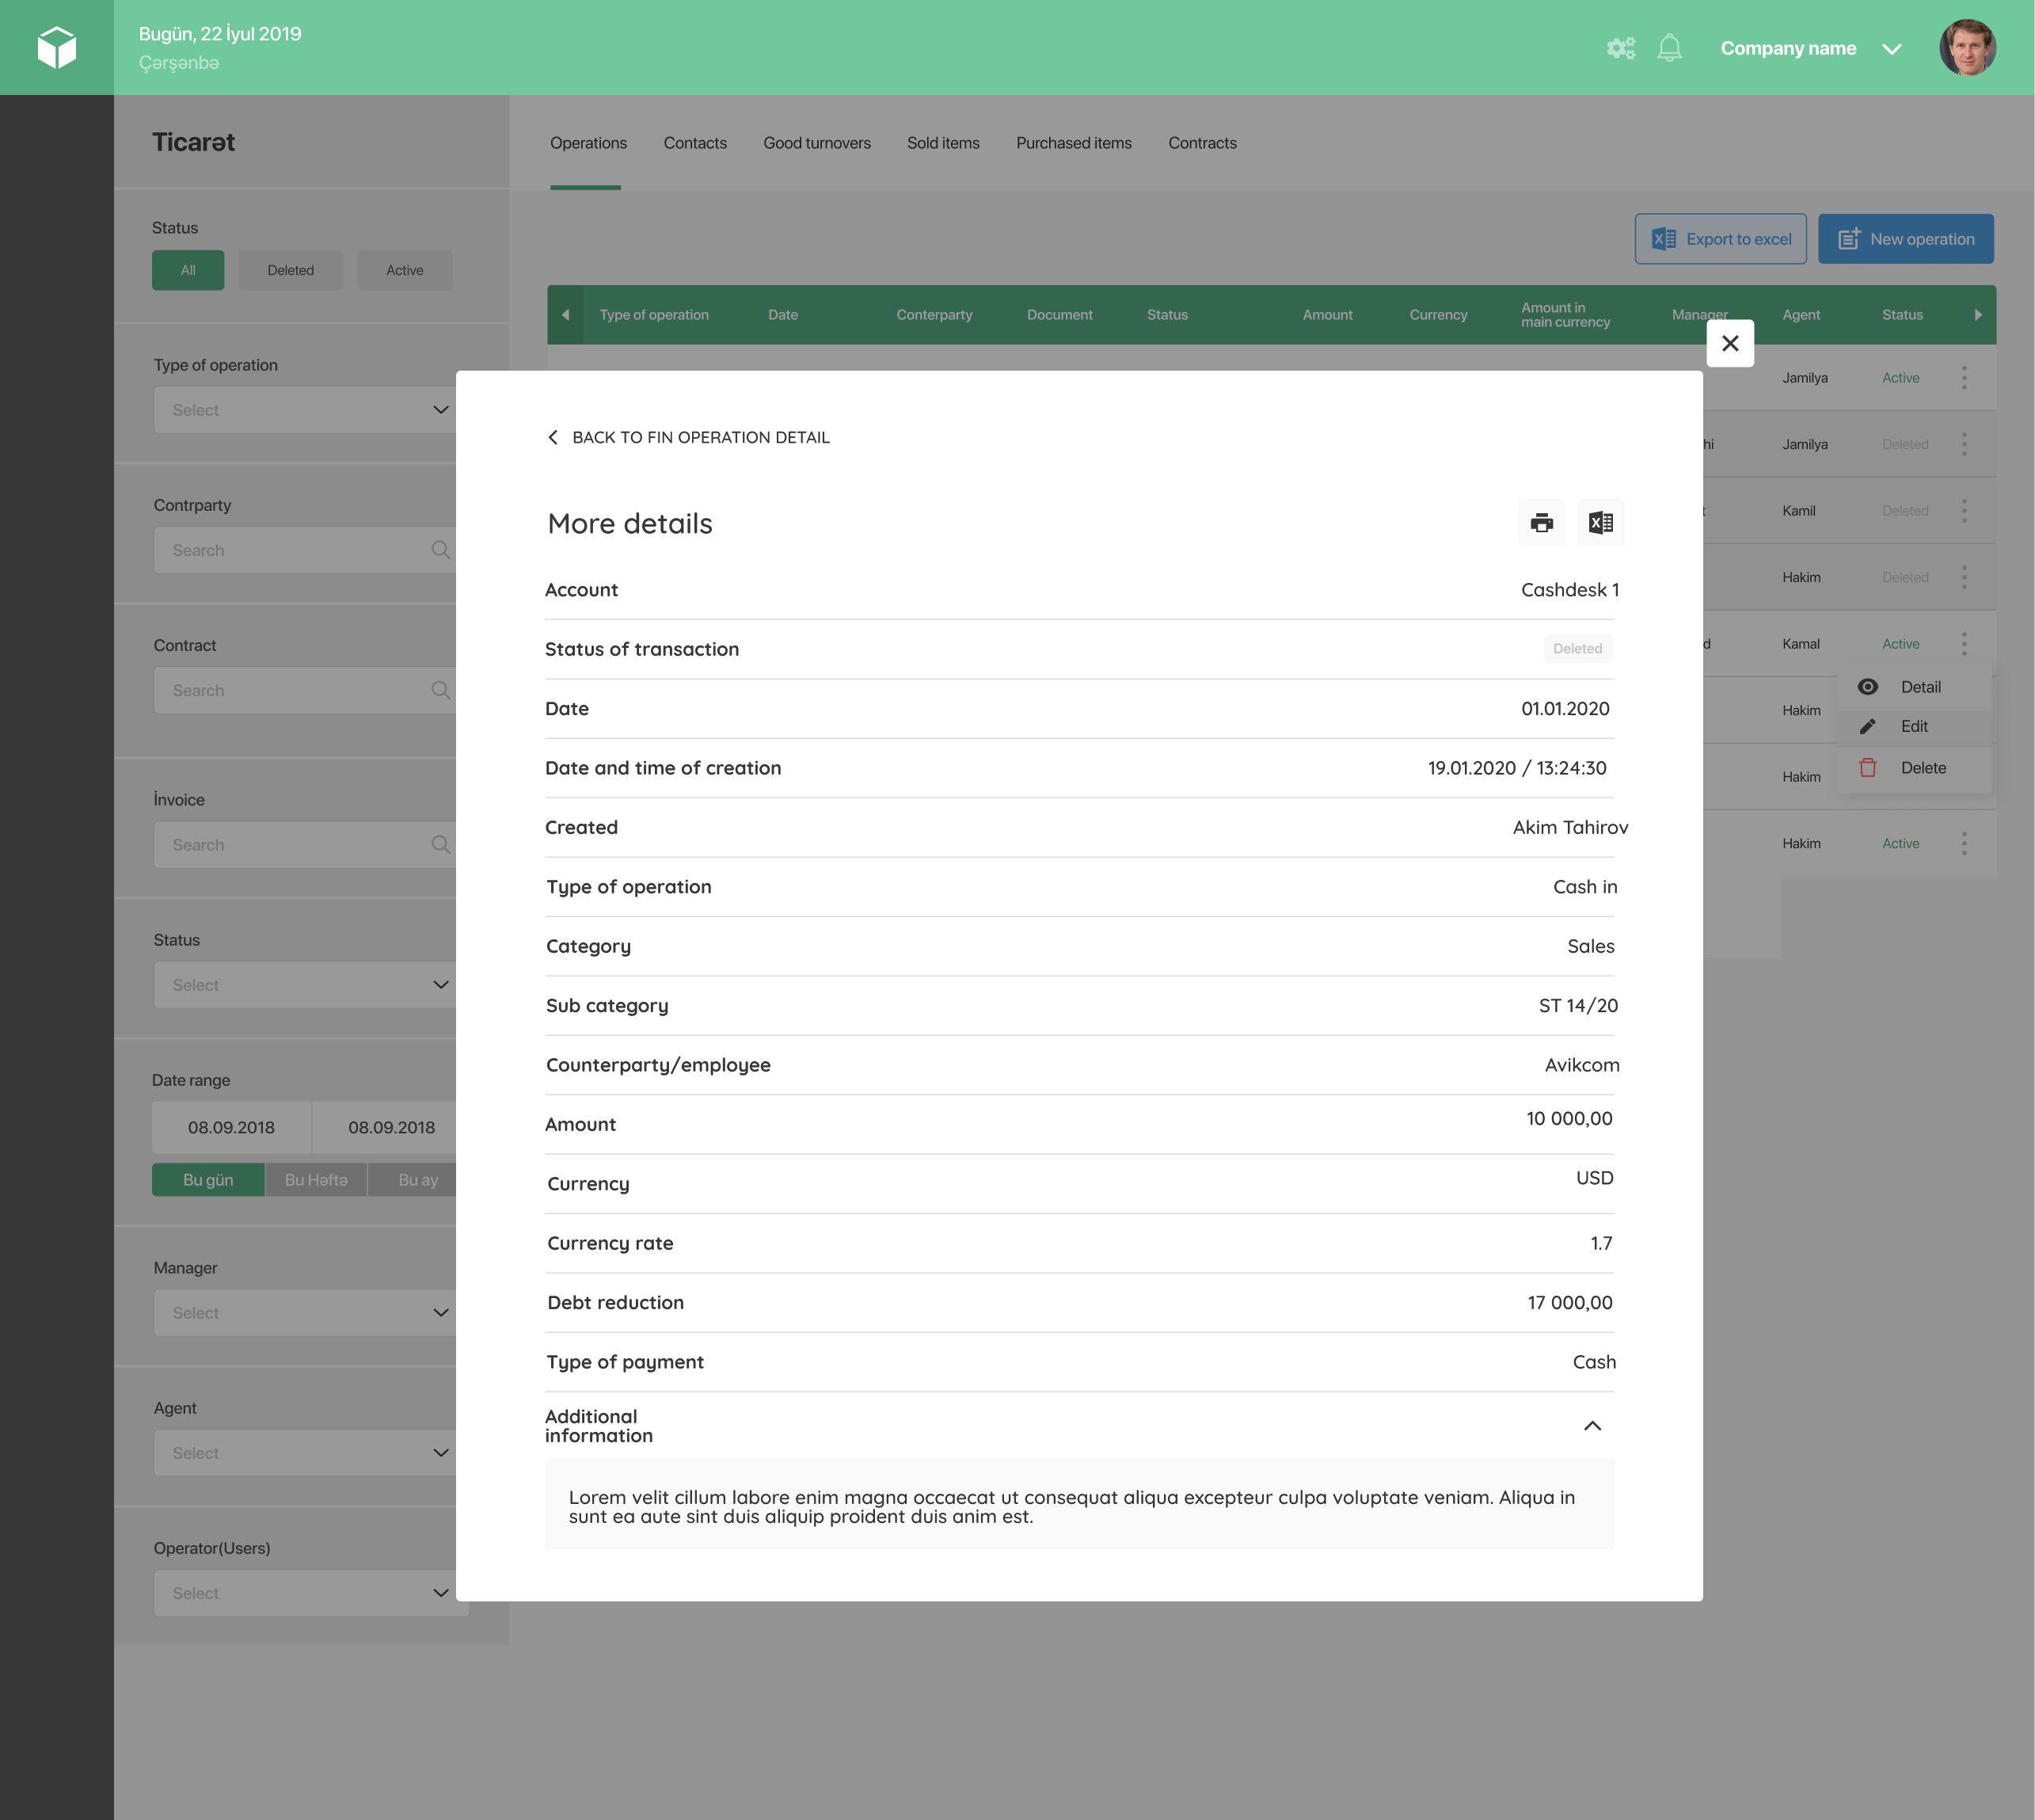 Bugün, 22 İyul 2019
Çərşənbə
Company name
Ticarət
Operations Contacts Good turnovers Sold items Purchased items Contracts
Status
All Deleted Active
Export to excel New operation
Type of operation Date Conterparty Document Status Amount Currency Amount in main currency Manager Agent Status
Type of operation
Select
Contrparty
Search
Contract
Search
İnvoice
Search
Status
Select
Date range
08.09.2018 08.09.2018
Bu gün Bu Həftə Bu ay
Manager
Select
Agent
Select
Operator(Users)
Select
BACK TO FIN OPERATION DETAIL
More details
Account Cashdesk 1
Status of transaction Deleted
Date 01.01.2020
Date and time of creation 19.01.2020 / 13:24:30
Created Akim Tahirov
Type of operation Cash in
Category Sales
Sub category ST 14/20
Counterparty/employee Avikcom
Amount 10 000,00
Currency USD
Currency rate 1.7
Debt reduction 17 000,00
Type of payment Cash
Additional
information
Lorem velit cillum labore enim magna occaecat ut consequat aliqua excepteur culpa voluptate veniam. Aliqua in
sunt ea aute sint duis aliquip proident duis anim est.
Jamilya Active
hi Jamilya Deleted
Kamil Deleted
Hakim Deleted
d Kamal Active
Hakim
Hakim
Hakim Active
Detail
Edit
Delete